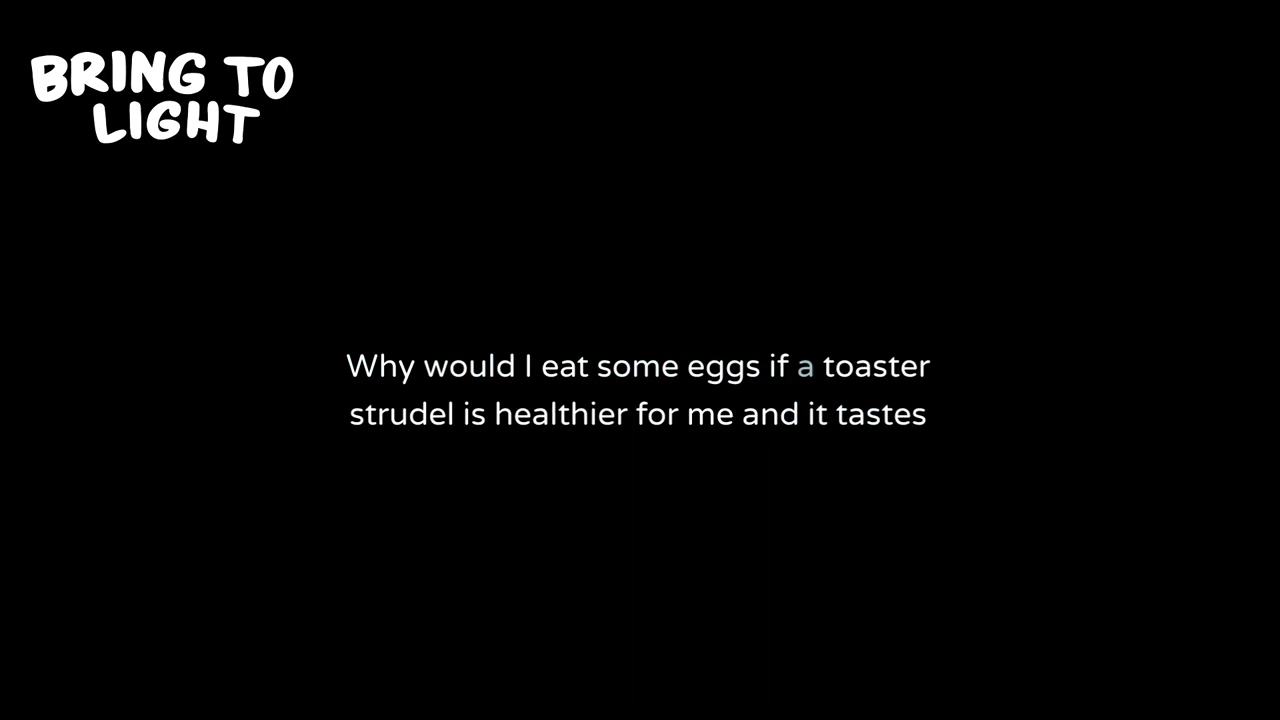 BRING TO
LIGHT
Why would I eat some eggs if a toaster
strudel is healthier for me and it tastes